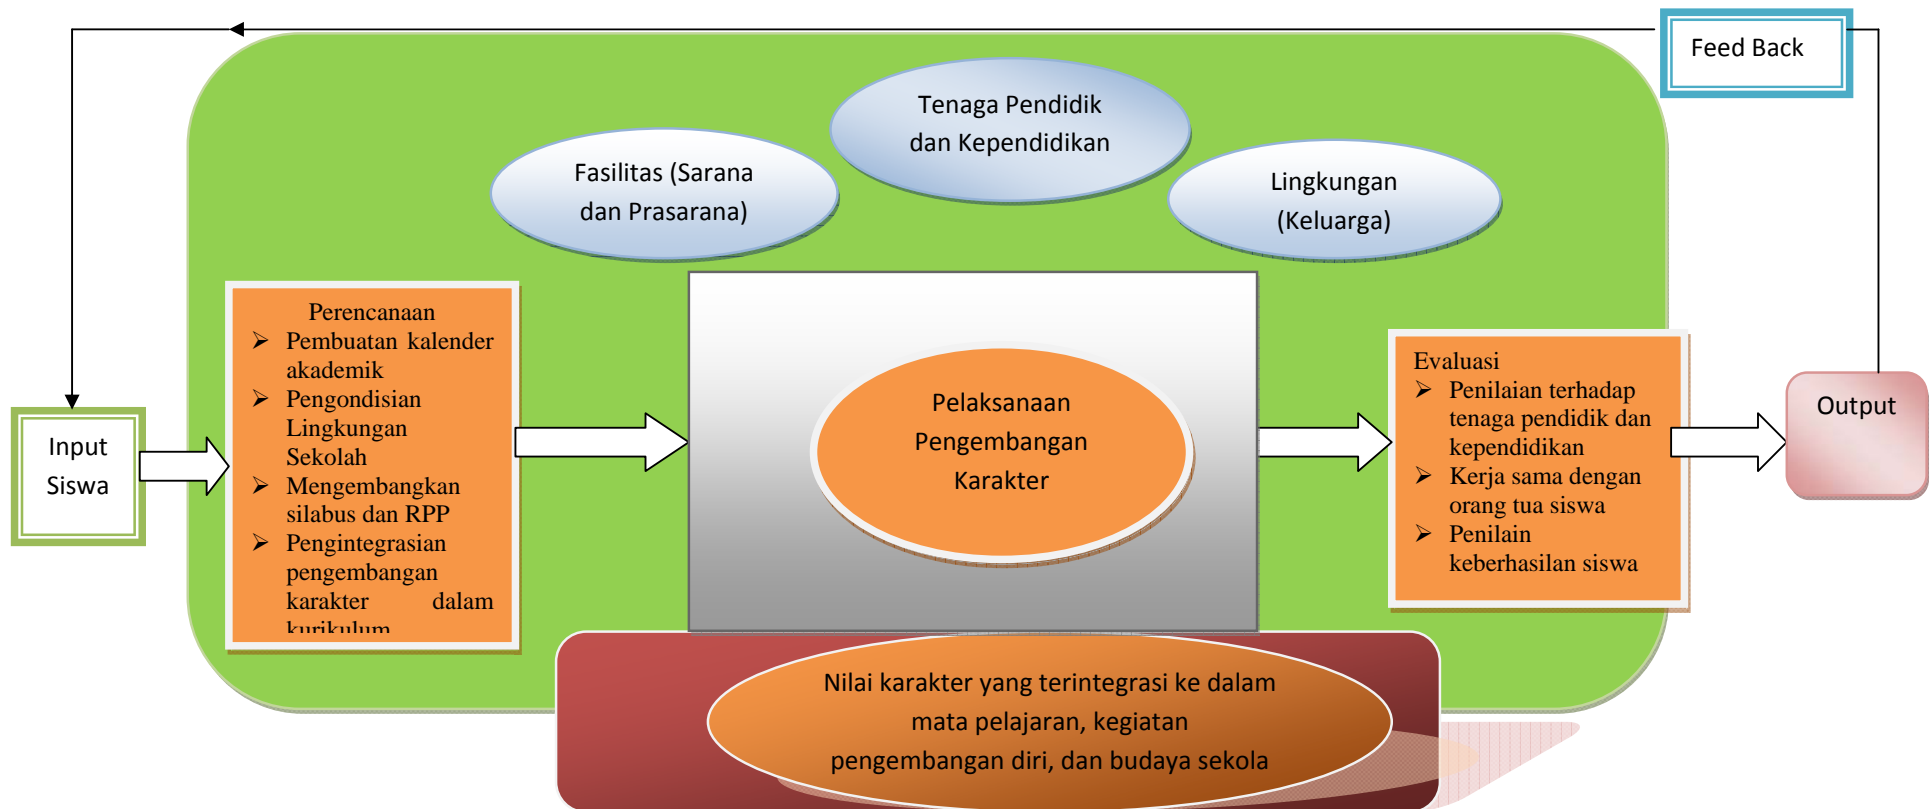 Feed Back
Tenaga Pendidik
dan Kependidikan
Fasilitas (Sarana
dan Prasarana)
Lingkungan
(Keluarga)
Input
Siswa
Perencanaan
➢ Pembuatan kalender
akademik
➢ Pengondisian
Lingkungan
Sekolah
➢ Mengembangkan
silabus dan RPP
➢ Pengintegrasian
pengembangan
karakter dalam
kurikulum
Pelaksanaan
Pengembangan
Karakter
Evaluasi
➢ Penilaian terhadap
tenaga pendidik dan
kependidikan
➢ Kerja sama dengan
orang tua siswa
➢ Penilain
keberhasilan siswa
Output
Nilai karakter yang terintegrasi ke dalam
mata pelajaran, kegiatan
pengembangan diri, dan budaya sekola